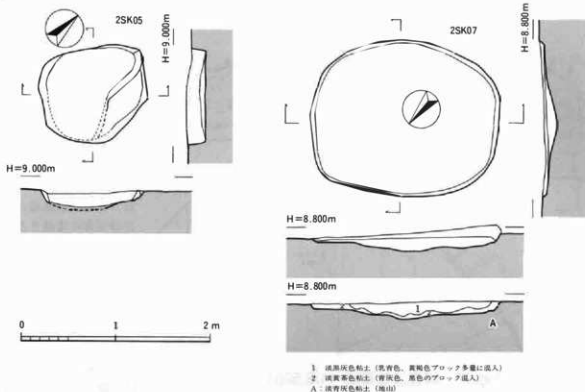 2SK05
H=9.000m
H=9.000m
0 1 2 m
2SK07
H=8.800m
H=8.800m
H=8.800m
1
A
1 淡黒灰色粘土（乳青色、黄褐色ブロック多量に混入）
2 淡黄茶色粘土（青灰色、黒色のブロック混入）
A：淡青灰色粘土（地山）